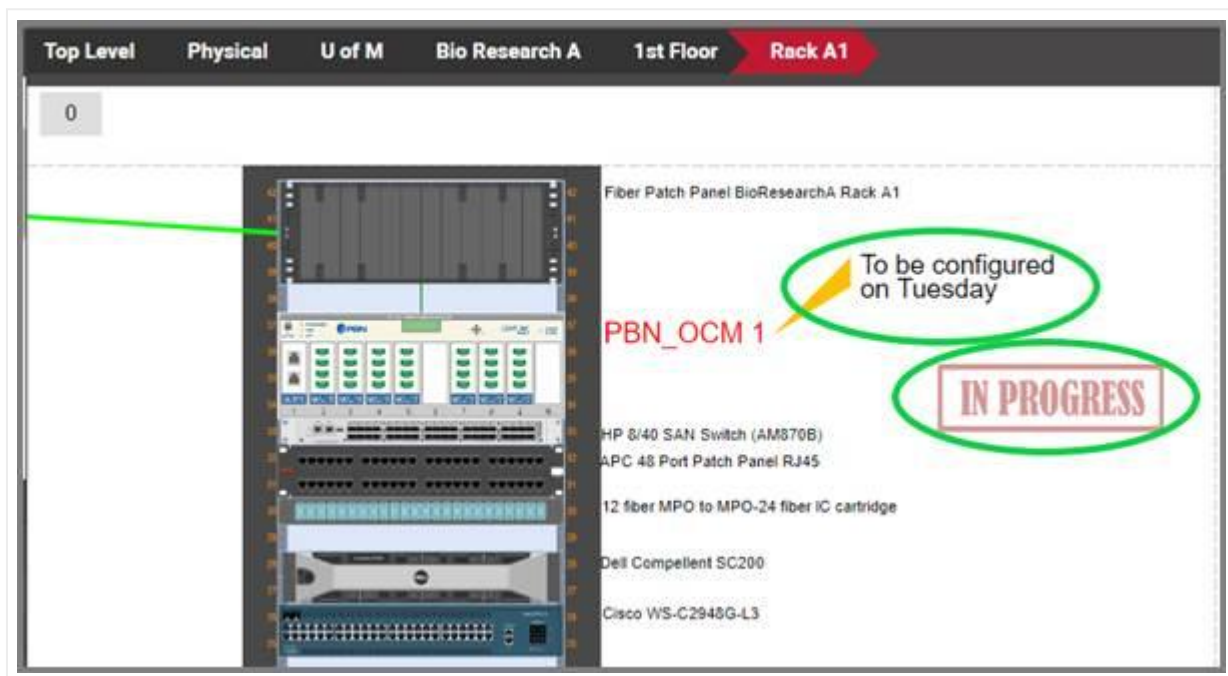 Top Level Physical U of M Bio Research A 1st Floor Rack A1
0
Fiber Patch Panel BioResearchA Rack A1
To be configured
on Tuesday
PBN_OCM 1
IN PROGRESS
PBN
HP 8/40 SAN Switch (AM870B)
APC 48 Port Patch Panel RJ45
12 fiber MPO to MPO-24 fiber IC cartridge
Dell Compellent SC200
Cisco WS-C2948G-L3